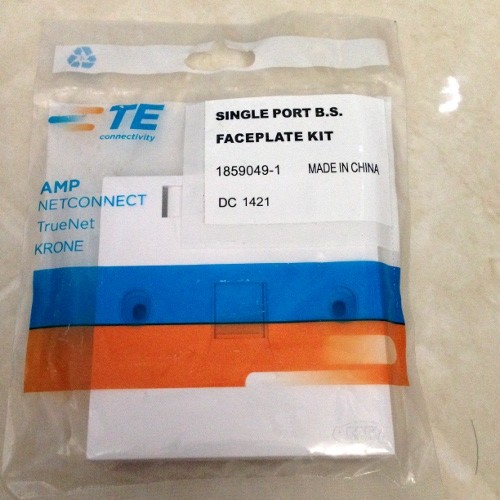 TE
connectivity
AMP
NETCONNECT
TrueNet
KRONE
SINGLE PORT B.S.
FACEPLATE KIT
1859049-1 MADE IN CHINA
DC 1421